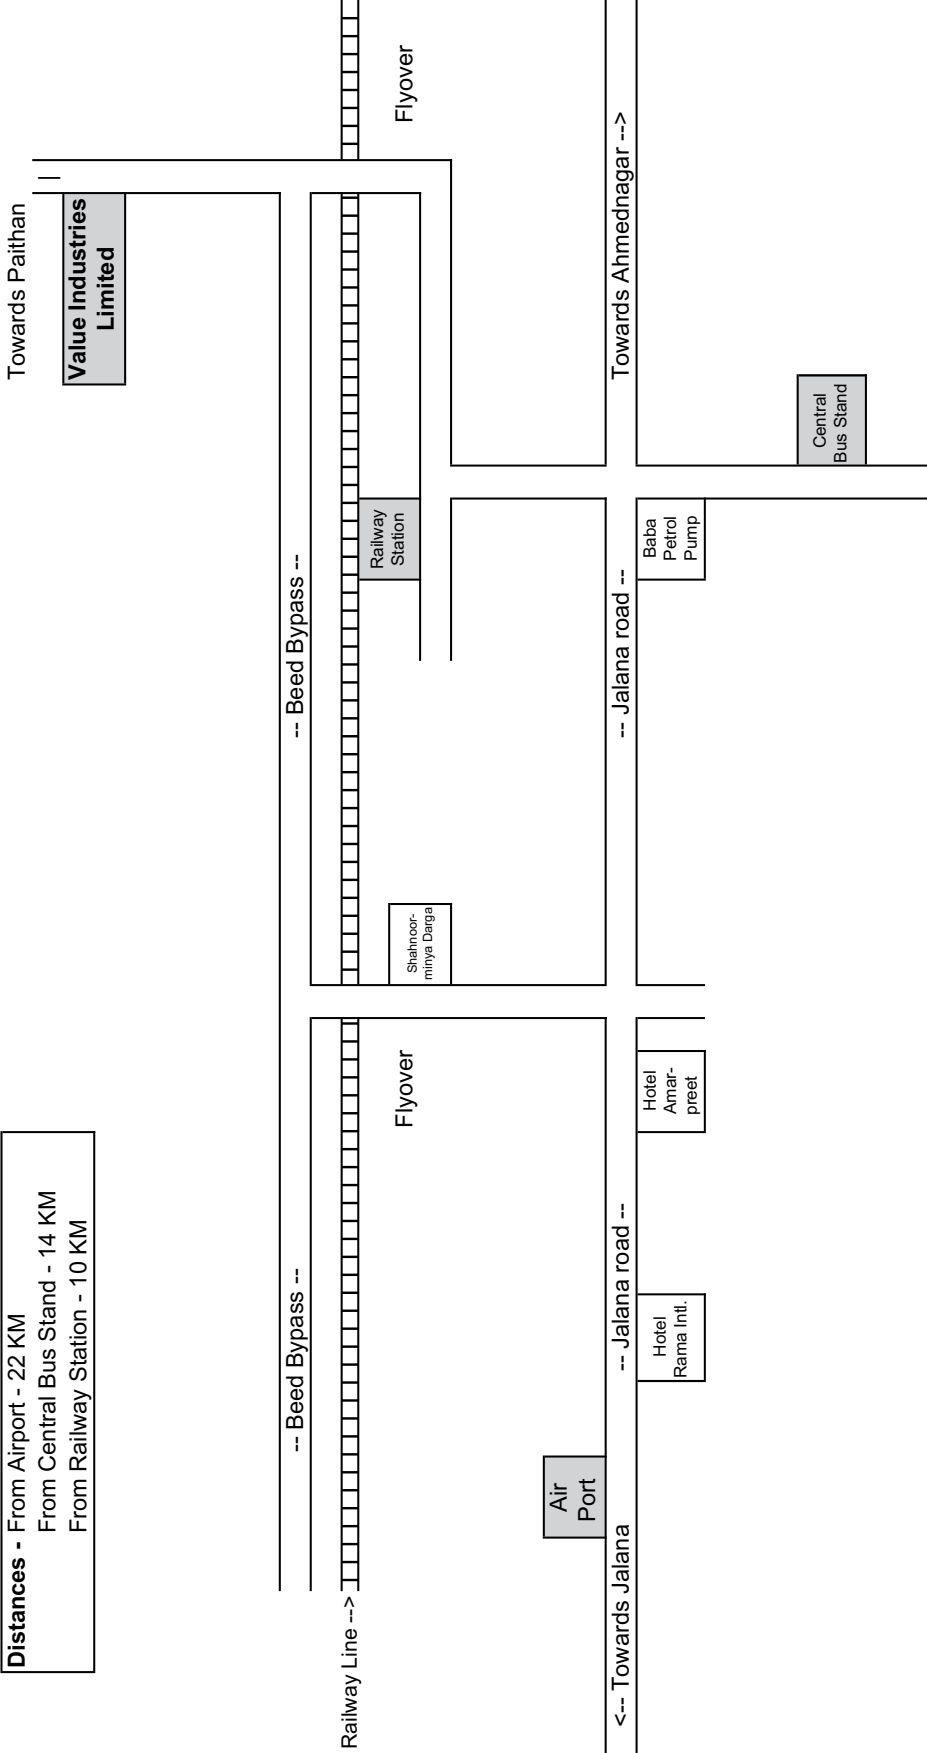 Distances - From Airport - 22 KM
From Central Bus Stand - 14 KM
From Railway Station - 10 KM
Towards Paithan
Value Industries
Limited
-- Beed Bypass --
-- Beed Bypass --
Railway Line -->
Flyover
Shahnoor-
minya Darga
Railway
Station
Flyover
Air
Port
<-- Towards Jalana
-- Jalana road --
-- Jalana road --
Towards Ahmednagar -->
Hotel
Rama Intl.
Hotel
Amar-
preet
Baba
Petrol
Pump
Central
Bus Stand